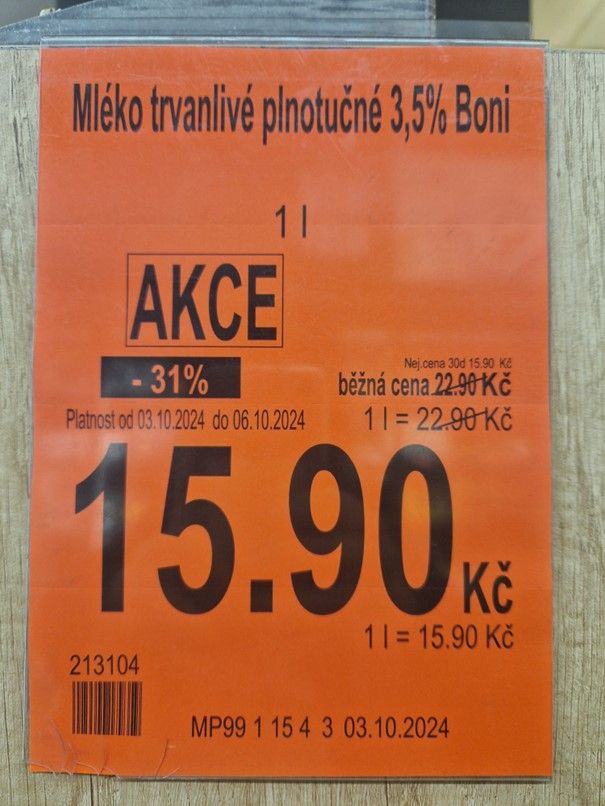 Mléko trvanlivé plnotučné 3,5% Boni
1 l
AKCE
- 31%
Nej.cena 30d 15.90 Kč
běžná cena 22.90 Kč
Platnost od 03.10.2024 do 06.10.2024
1 l = 22.90 Kč
15.90 Kč
1 l = 15.90 Kč
213104
MP99 1 15 4 3 03.10.2024